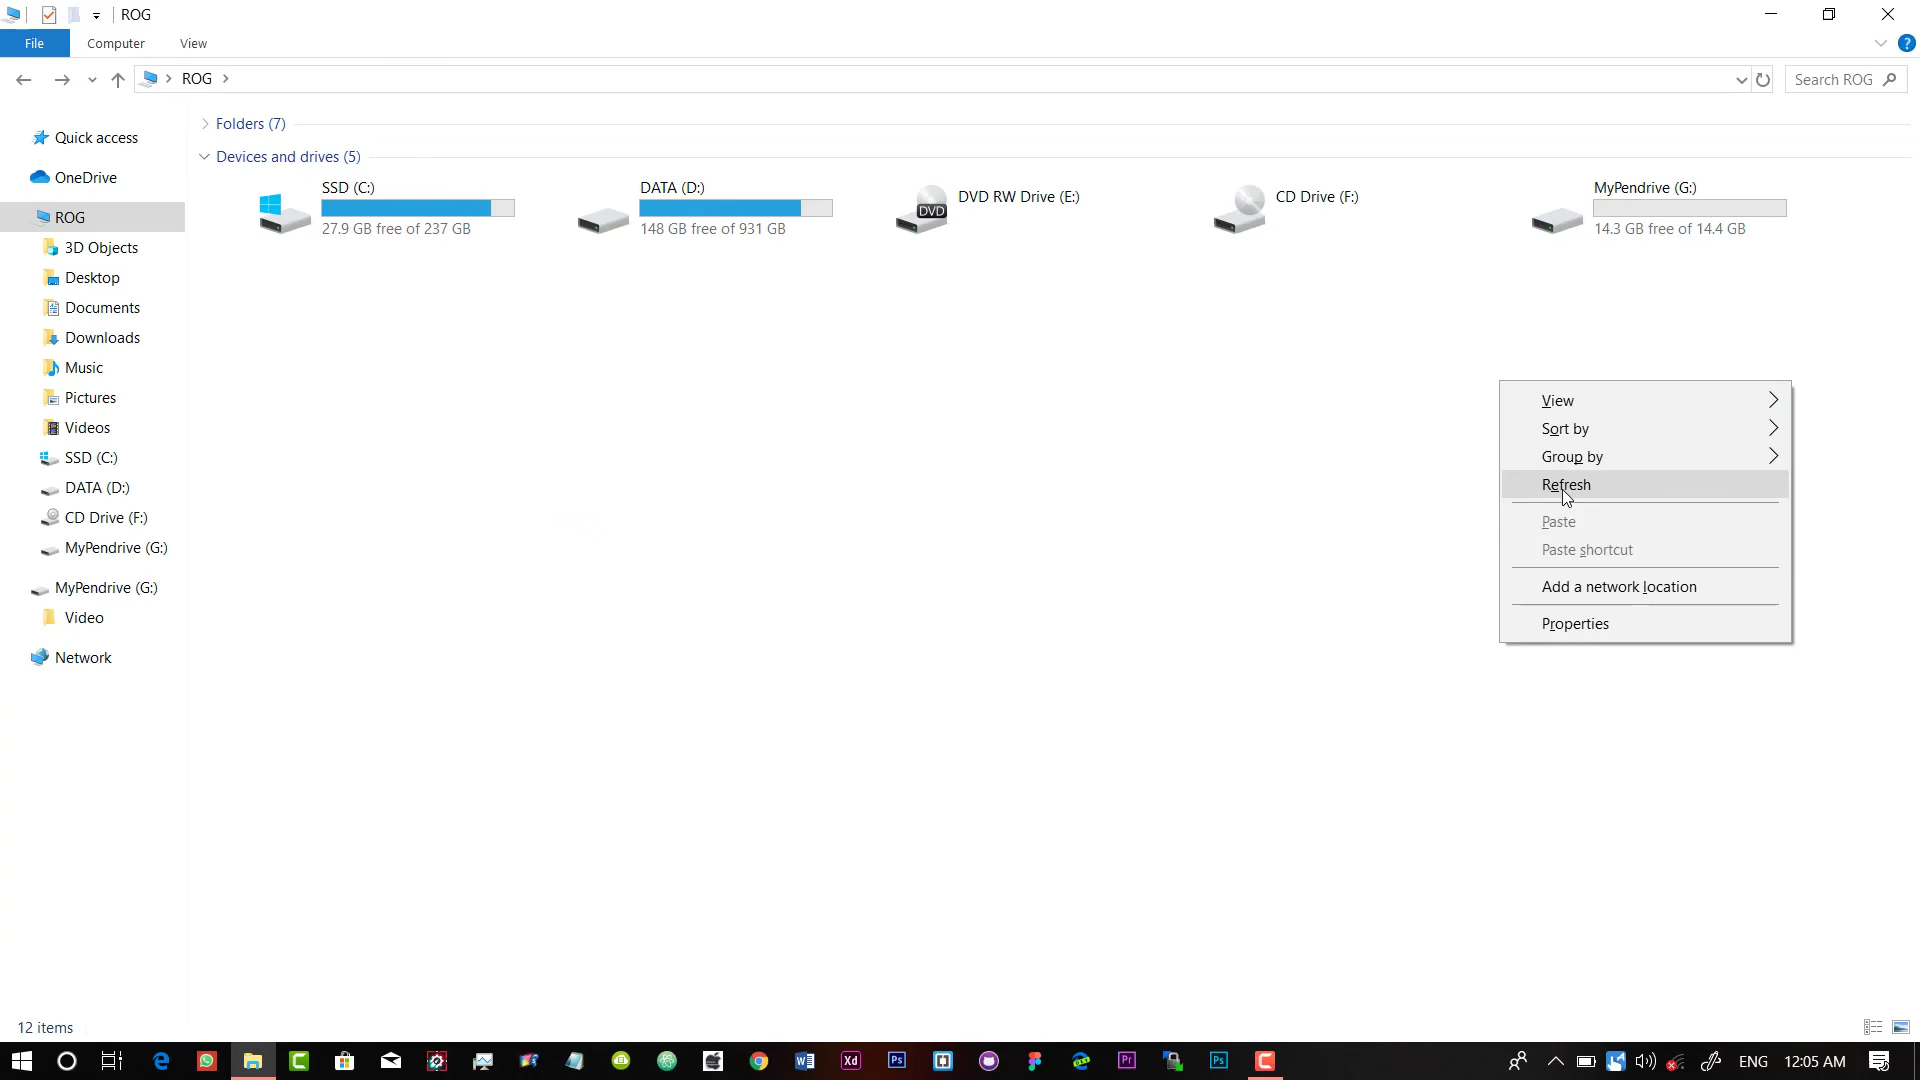 ROG
File Computer View
ROG
Search ROG
Quick access
OneDrive
ROG
3D Objects
Desktop
Documents
Downloads
Music
Pictures
Videos
SSD (C:)
DATA (D:)
CD Drive (F:)
MyPendrive (G:)
MyPendrive (G:)
Video
Network
Folders (7)
Devices and drives (5)
SSD (C:)
27.9 GB free of 237 GB
DATA (D:)
148 GB free of 931 GB
DVD
DVD RW Drive (E:)
CD Drive (F:)
MyPendrive (G:)
14.3 GB free of 14.4 GB
View
Sort by
Group by
Refresh
Paste
Paste shortcut
Add a network location
Properties
12 items
Xd Ps Pr Ps
ENG 12:05 AM